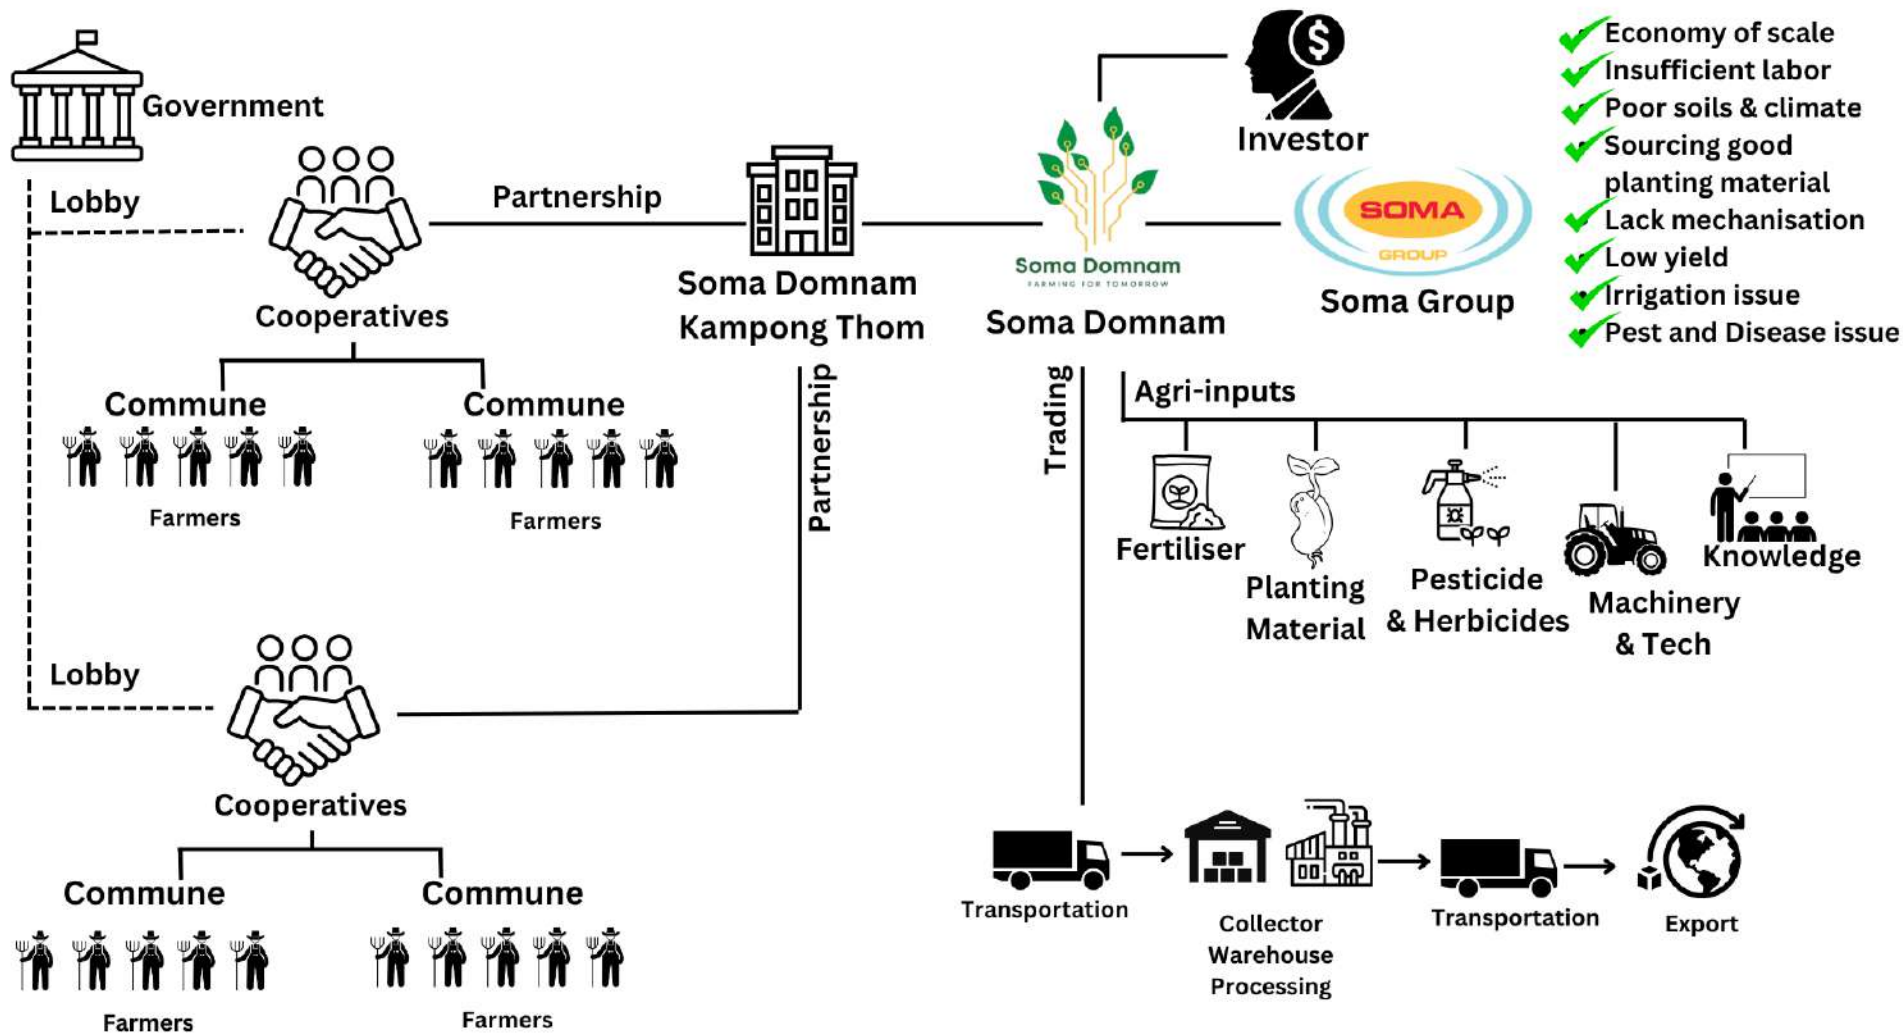 Government
Lobby
Cooperatives
Commune
Commune
Farmers
Farmers
Partnership
Soma Domnam
Kampong Thom
Partnership
Lobby
Cooperatives
Commune
Commune
Farmers
Farmers
$
Investor
Soma Domnam
FARMING FOR TOMORROW
Soma Domnam
SOMA
GROUP
Soma Group
Economy of scale
Insufficient labor
Poor soils & climate
Sourcing good
planting material
Lack mechanisation
Low yield
Irrigation issue
Pest and Disease issue
Trading
Agri-inputs
Fertiliser
Planting
Material
Pesticide
& Herbicides
Machinery
& Tech
Knowledge
Transportation
Collector
Warehouse
Processing
Transportation
Export